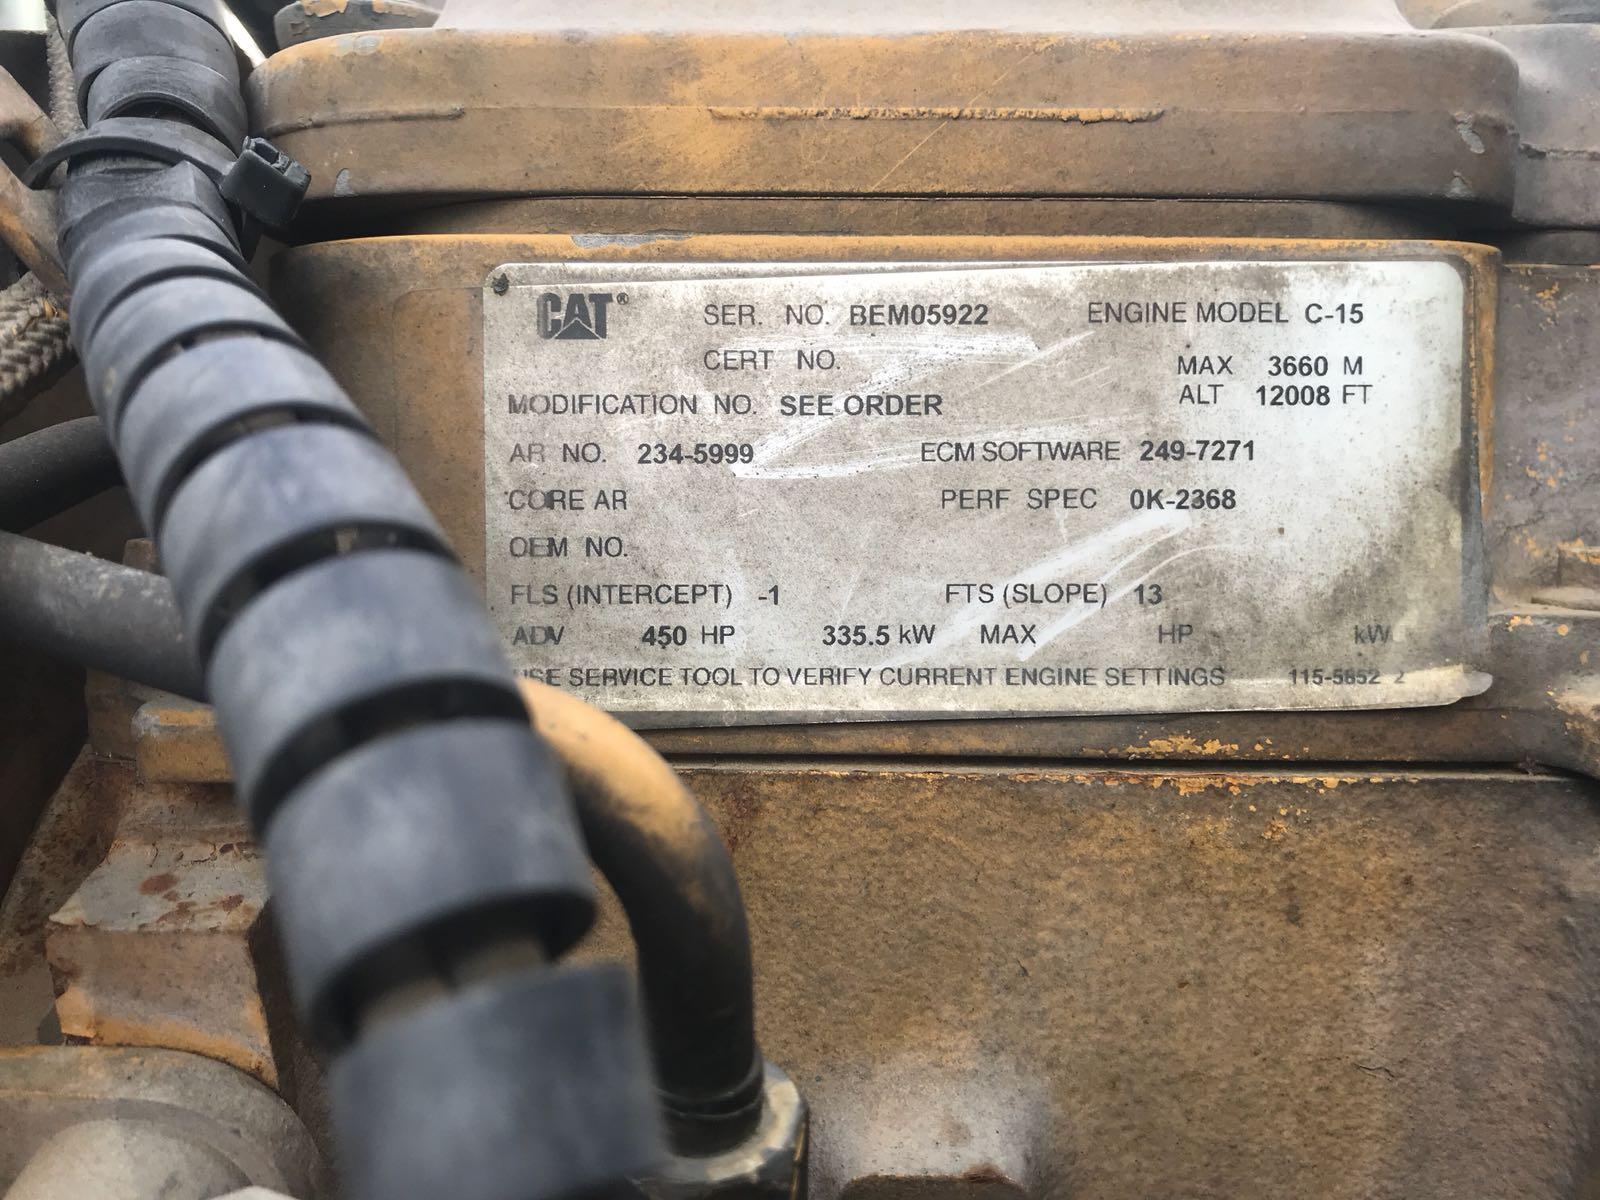 CAT® SER. NO. BEM05922 ENGINE MODEL C-15
CERT NO. MAX 3660 M
ALT 12008 FT
MODIFICATION NO. SEE ORDER
AR NO. 234-5999 ECM SOFTWARE 249-7271
CORE AR PERF SPEC 0K-2368
OEM NO.
FLS (INTERCEPT) -1 FTS (SLOPE) 13
ADV 450 HP 335.5 kW MAX HP kW
USE SERVICE TOOL TO VERIFY CURRENT ENGINE SETTINGS 115-5852 2